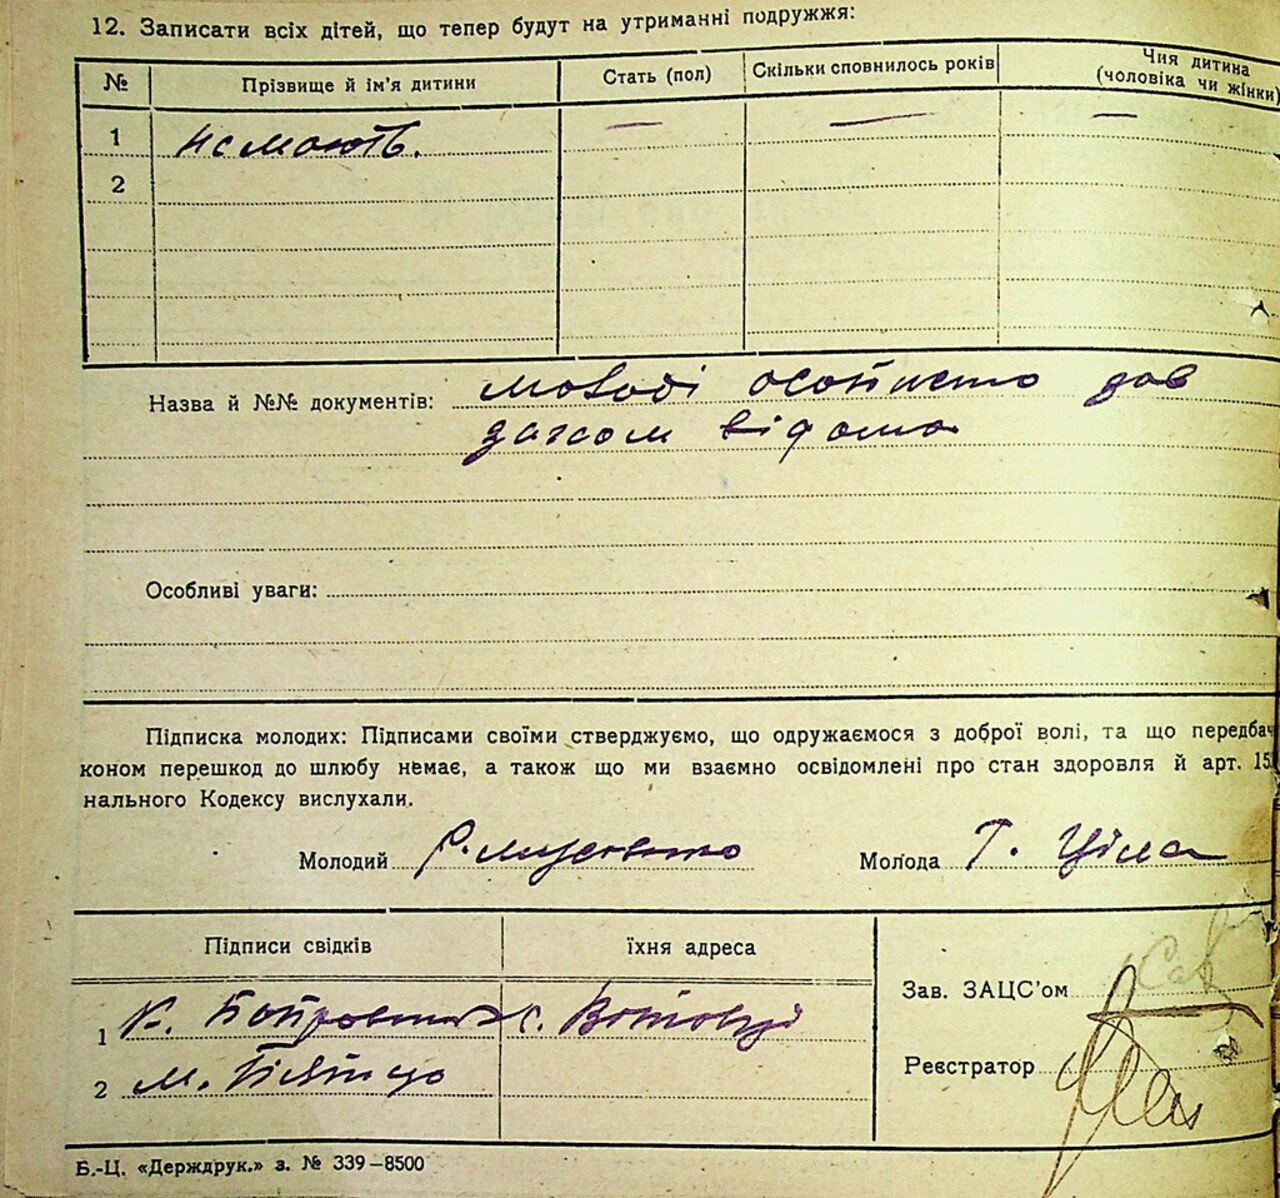 12. Записати всіх дітей, що тепер будут на утриманні подружжя:
№ Прізвище й ім'я дитини Стать (пол) Скільки сповнилось років Чия дитина (чоловіка чи жінки)
1 не мають. — — —
2
Назва й №№ документів: молоді особисто зав
загсом відомо
Особливі уваги:
Підписка молодих: Підписами своїми стверджуємо, що одружаємося з доброї волі, та що передбач
коном перешкод до шлюбу немає, а також що ми взаємно освідомлені про стан здоровля й арт. 15
нального Кодексу вислухали.
Молодий Молода Т. Ціла
Підписи свідків їхня адреса
Зав. ЗАЦС'ом
1 К. с.
Реєстратор
2 М.
Б.-Ц. «Держдрук.» з. № 339–8500